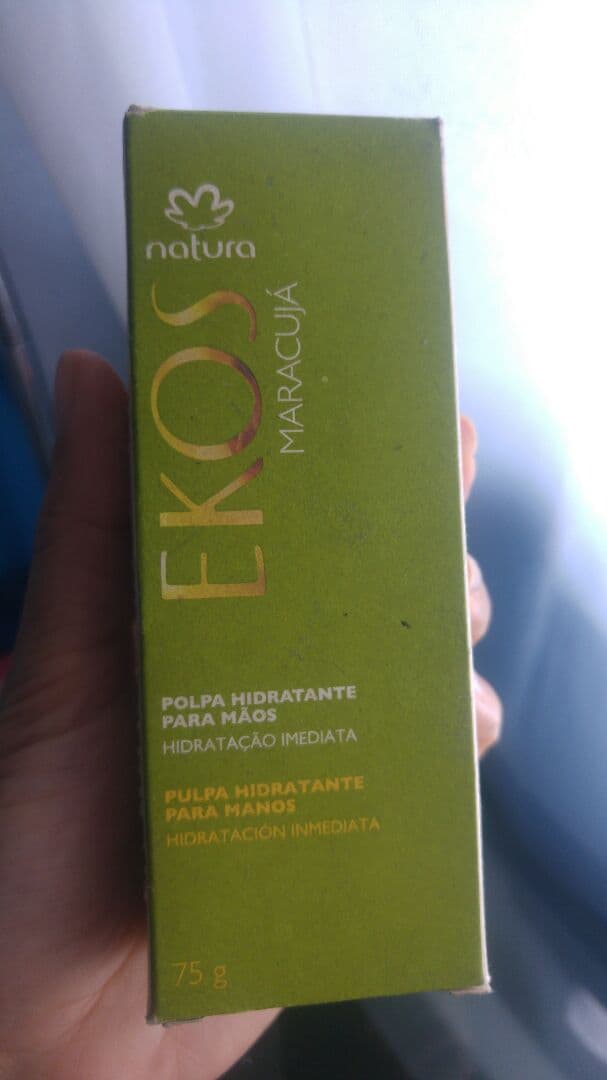 natura
EKOS
MARACUJÁ
POLPA HIDRATANTE
PARA MÃOS
HIDRATAÇÃO IMEDIATA
PULPA HIDRATANTE
PARA MANOS
HIDRATACIÓN INMEDIATA
75 g